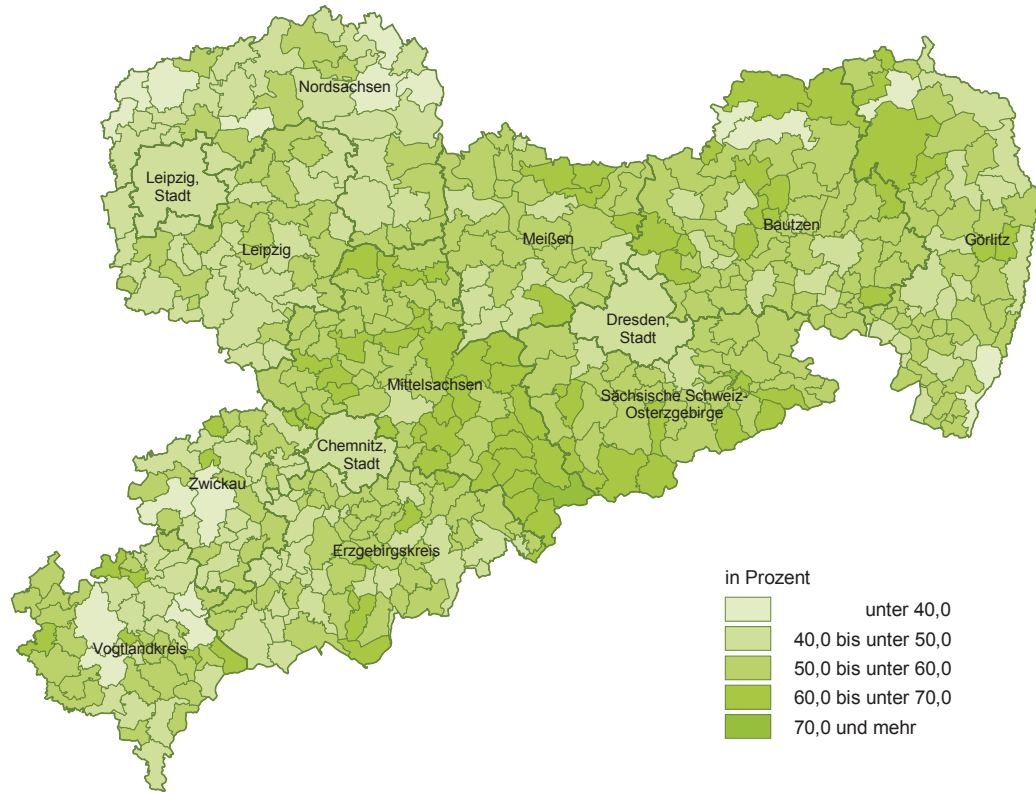 Nordsachsen
Leipzig,
Stadt
Leipzig
Meißen
Bautzen
Görlitz
Dresden,
Stadt
Mittelsachsen
Sächsische Schweiz-
Osterzgebirge
Chemnitz,
Stadt
Zwickau
Erzgebirgskreis
Vogtlandkreis
in Prozent
unter 40,0
40,0 bis unter 50,0
50,0 bis unter 60,0
60,0 bis unter 70,0
70,0 und mehr